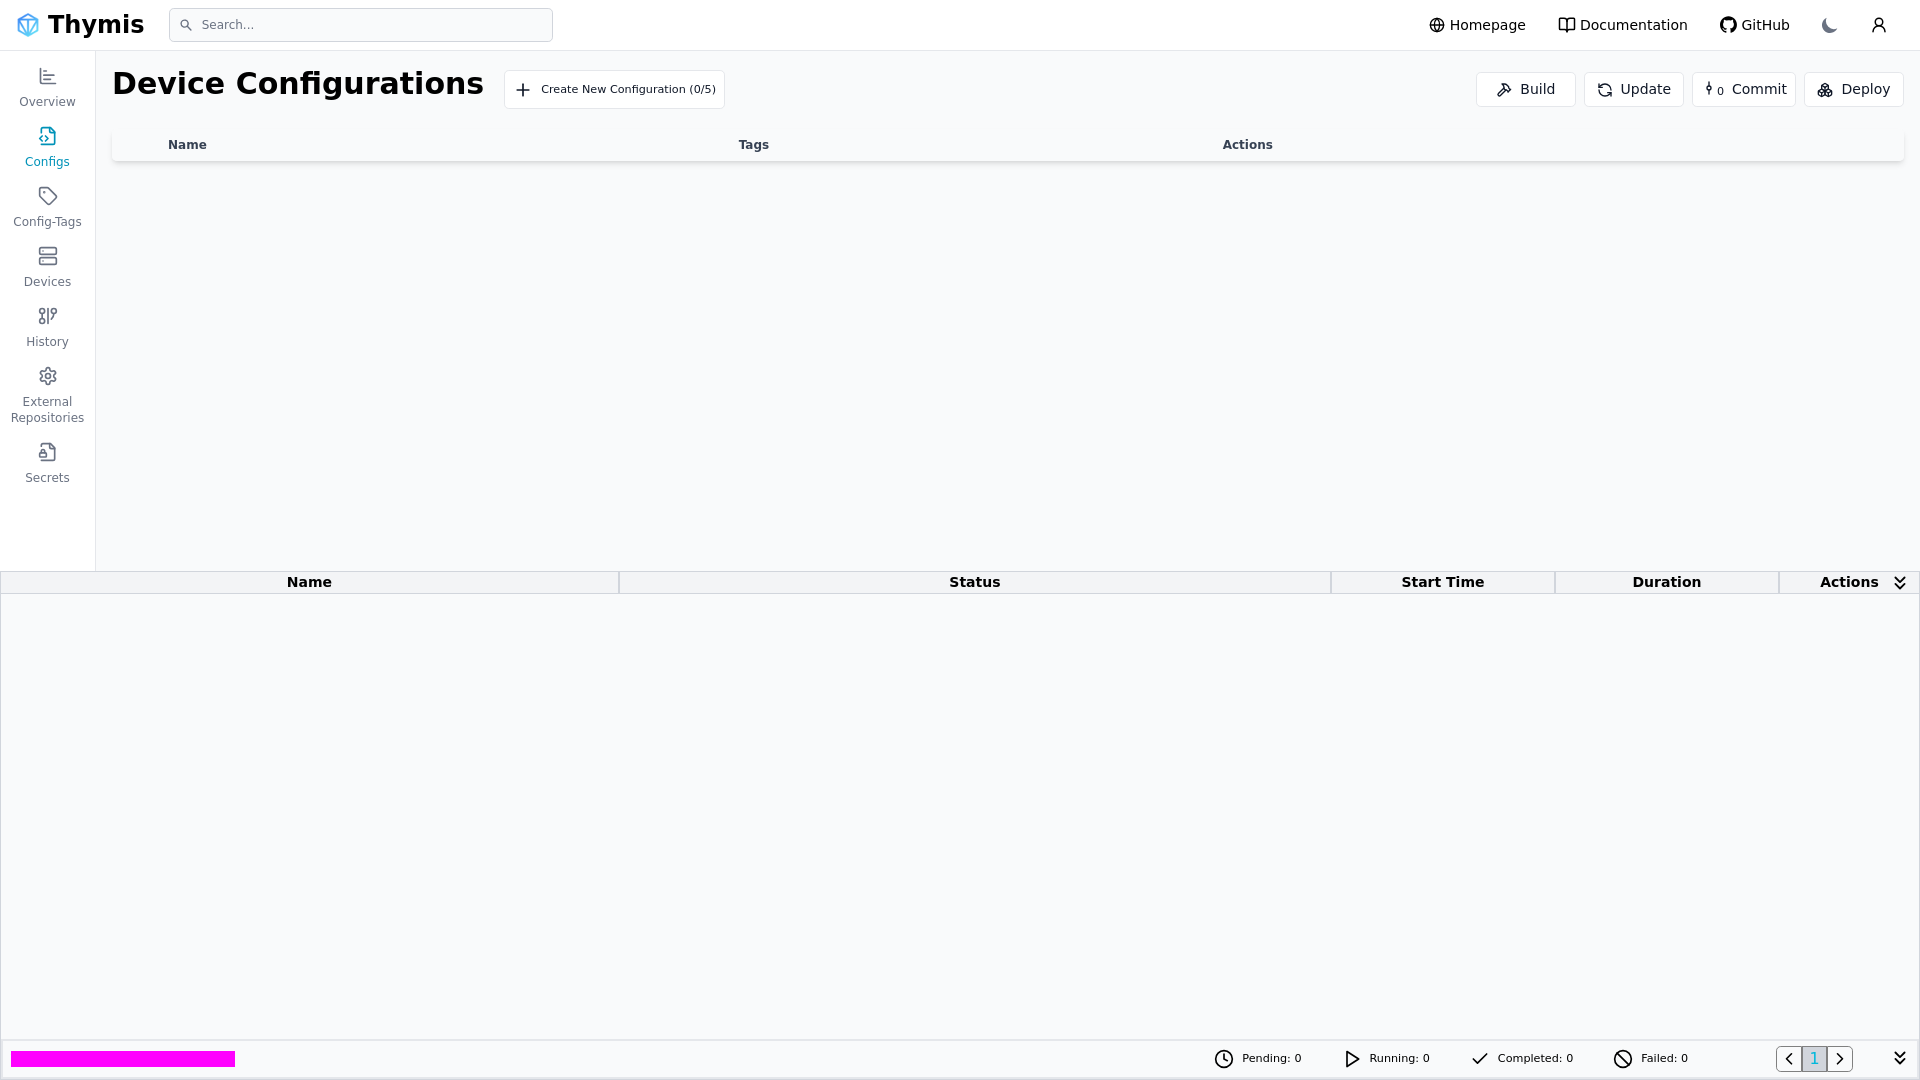 Thymis
Search...
Homepage
Documentation
GitHub
Overview
Configs
Config-Tags
Devices
History
External
Repositories
Secrets
Device Configurations
Create New Configuration (0/5)
Build
Update
0 Commit
Deploy
Name Tags Actions
Name Status Start Time Duration Actions
Pending: 0
Running: 0
Completed: 0
Failed: 0
1